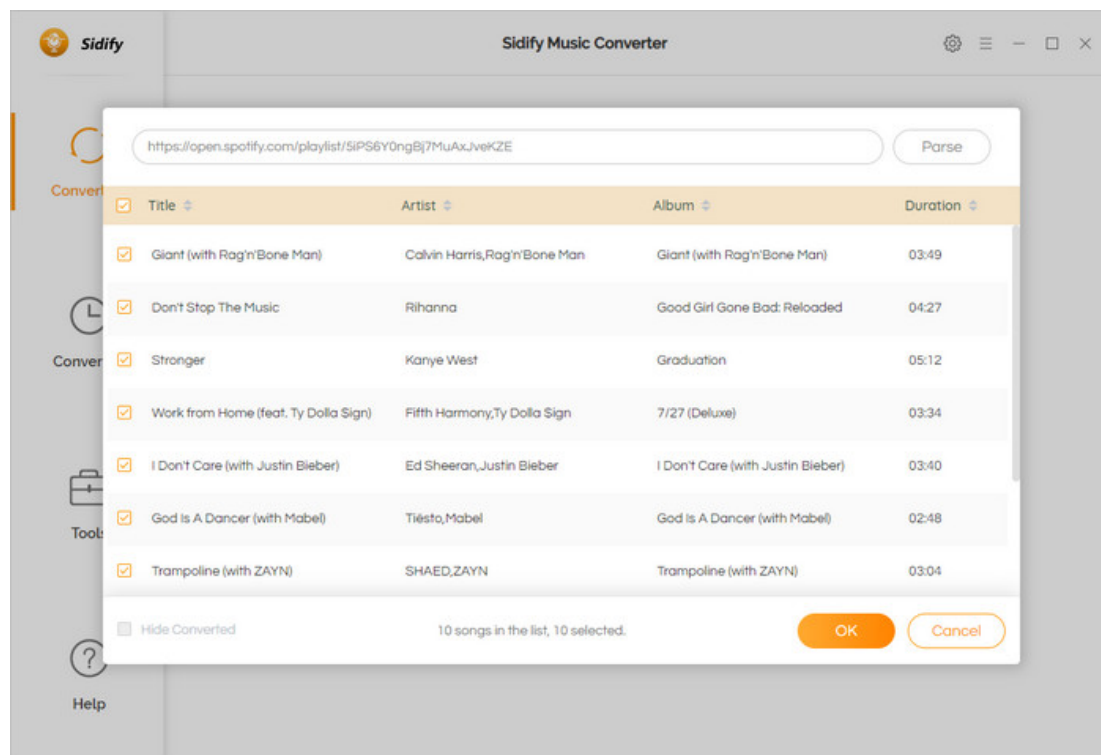 Sidify
Sidify Music Converter
https://open.spotify.com/playlist/5iPS6Y0ngBj7MuAxJveKZE
Parse
Title Artist Album Duration
Giant (with Rag'n'Bone Man) Calvin Harris,Rag'n'Bone Man Giant (with Rag'n'Bone Man) 03:49
Don't Stop The Music Rihanna Good Girl Gone Bad: Reloaded 04:27
Stronger Kanye West Graduation 05:12
Work from Home (feat. Ty Dolla $ign) Fifth Harmony,Ty Dolla $ign 7/27 (Deluxe) 03:34
I Don't Care (with Justin Bieber) Ed Sheeran,Justin Bieber I Don't Care (with Justin Bieber) 03:40
God Is A Dancer (with Mabel) Tiësto,Mabel God Is A Dancer (with Mabel) 02:48
Trampoline (with ZAYN) SHAED,ZAYN Trampoline (with ZAYN) 03:04
Hide Converted 10 songs in the list, 10 selected. OK Cancel
Convert
Conver
Tool
Help